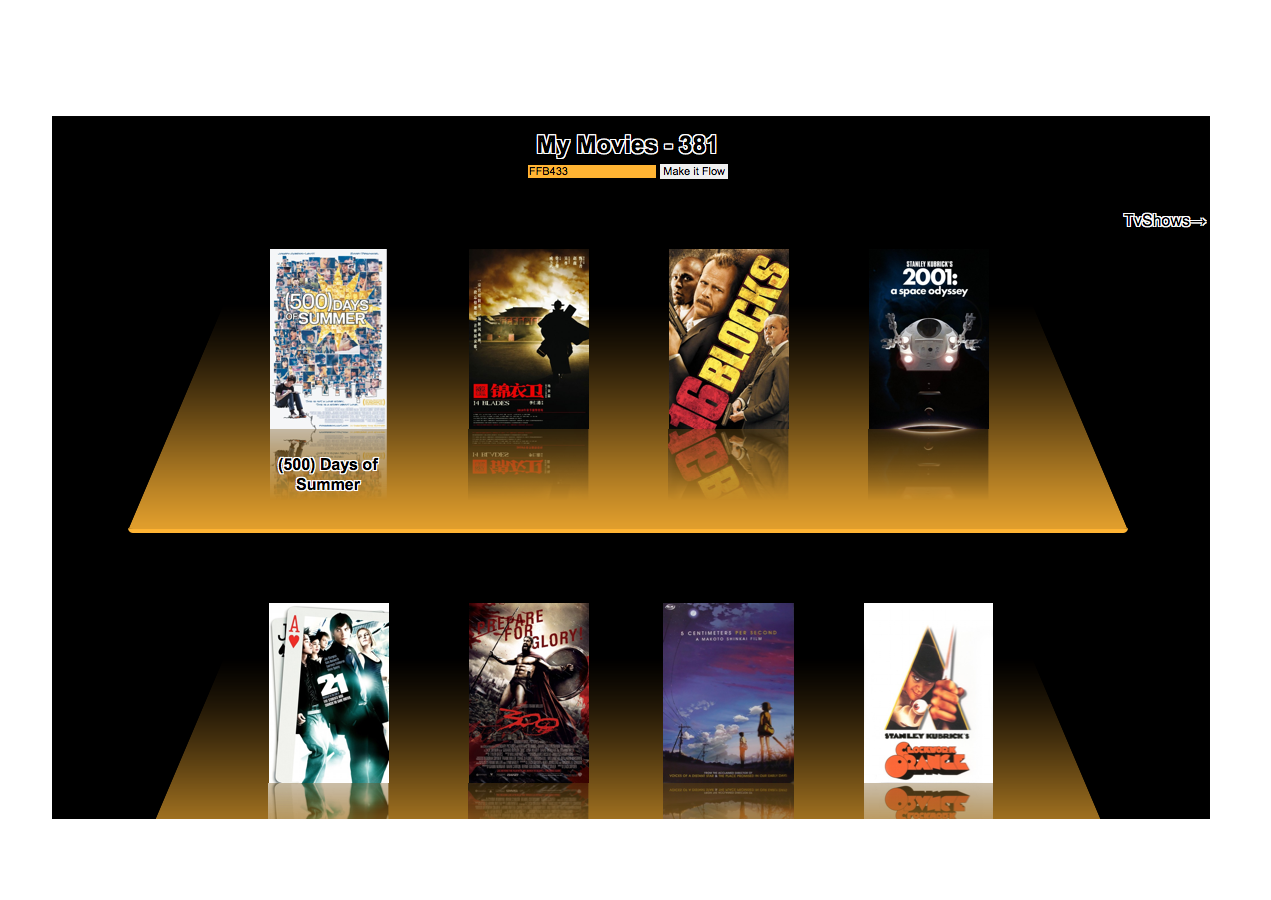 My Movies - 381
FFB433 Make it Flow
TvShows→
(500) DAYS
OF SUMMER
(500) Days of
Summer
锦衣卫
14 BLADES
16 BLOCKS
STANLEY KUBRICK'S
2001:
a space odyssey
A
21
PREPARE
FOR
GLORY!
300
5 CENTIMETERS PER SECOND
A MAKOTO SHINKAI FILM
STANLEY KUBRICK'S
CLOCKWORK
ORANGE